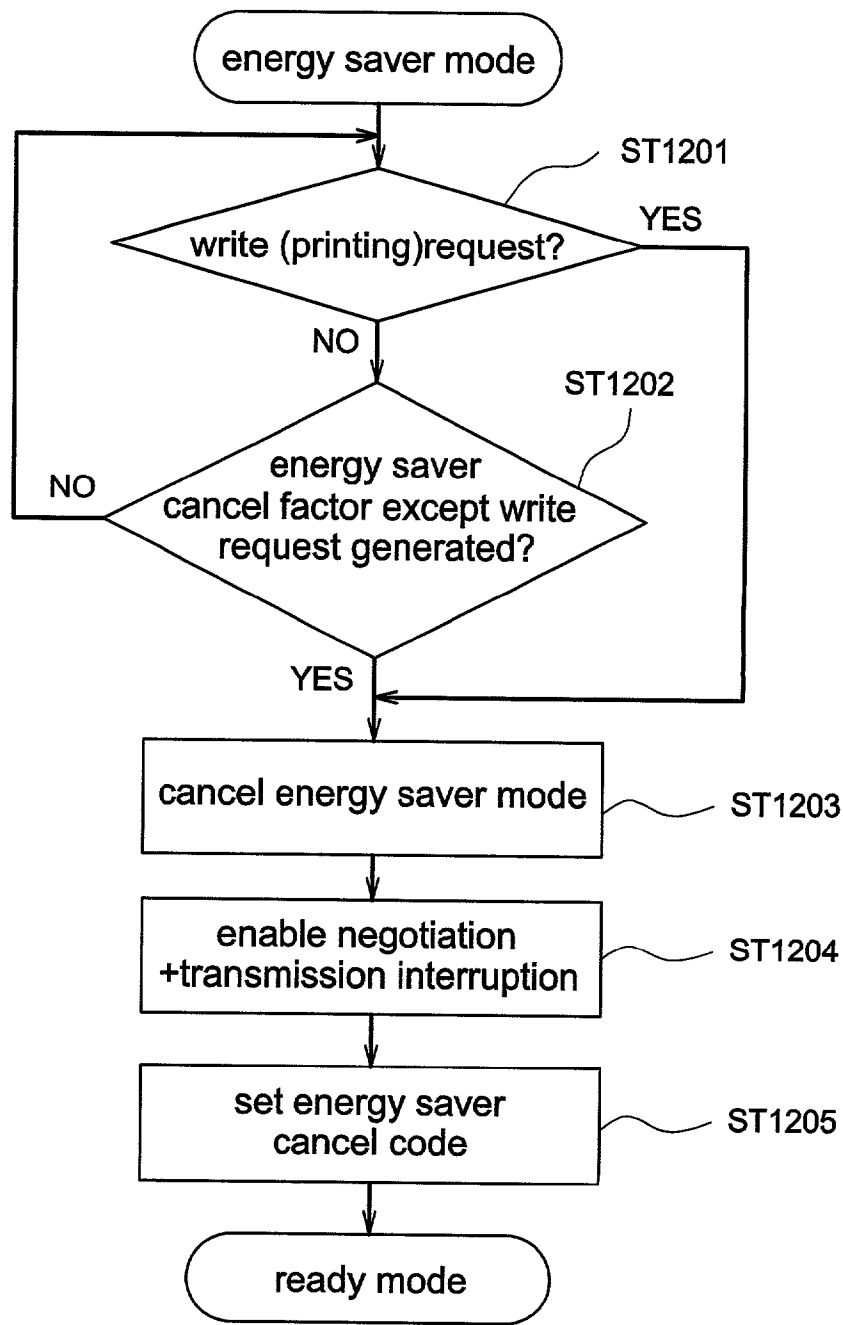 energy saver mode
ST1201
write (printing)request?
YES
NO
ST1202
energy saver
cancel factor except write
request generated?
NO
YES
cancel energy saver mode
ST1203
enable negotiation
+transmission interruption
ST1204
set energy saver
cancel code
ST1205
ready mode